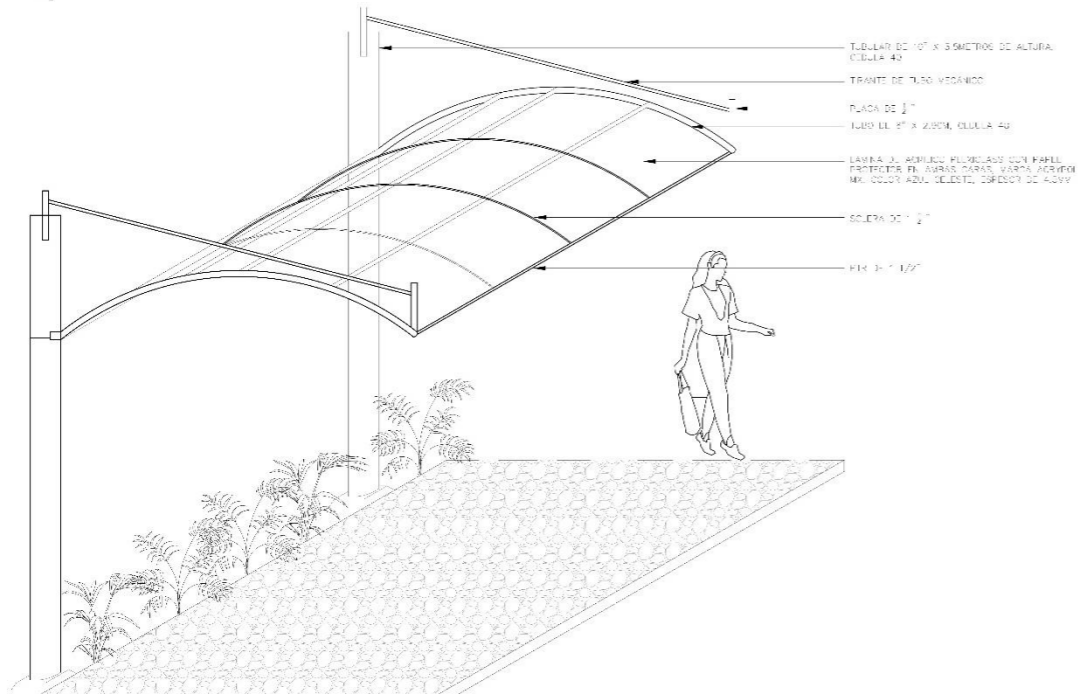 TUBULAR DE 10" X 3.5METROS DE ALTURA,
CEDULA 40
TIRANTE DE TUBO MECÁNICO
PLACA DE
TUBO DE 6" X 2.90M, CEDULA 40
LAMINA DE ACRILICO PLEXIGLASS CON PAPEL
PROTECTOR EN AMBAS CARAS, MARCA ACRYPOL
MX. COLOR AZUL CELESTE, ESPESOR DE
SOLERA DE 1
PTR DE 1 1/2"